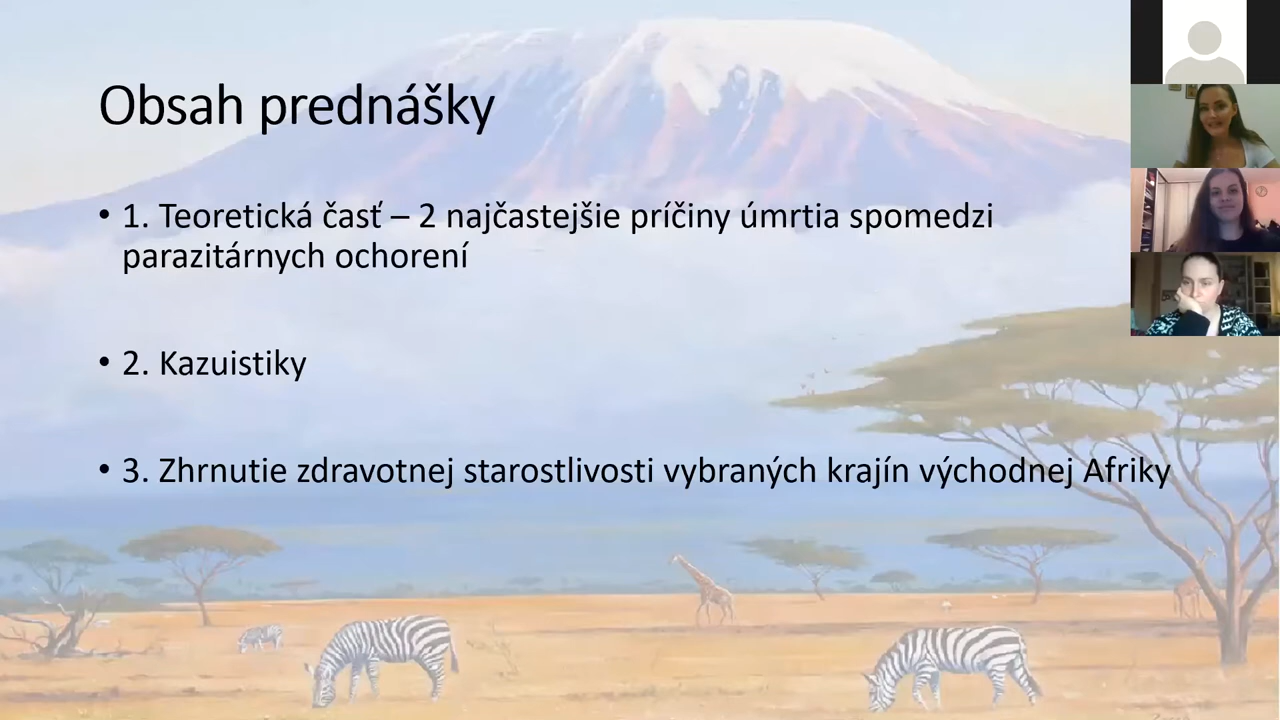 Obsah prednášky
• 1. Teoretická časť – 2 najčastejšie príčiny úmrtia spomedzi
parazitárnych ochorení
• 2. Kazuistiky
• 3. Zhrnutie zdravotnej starostlivosti vybraných krajín východnej Afriky